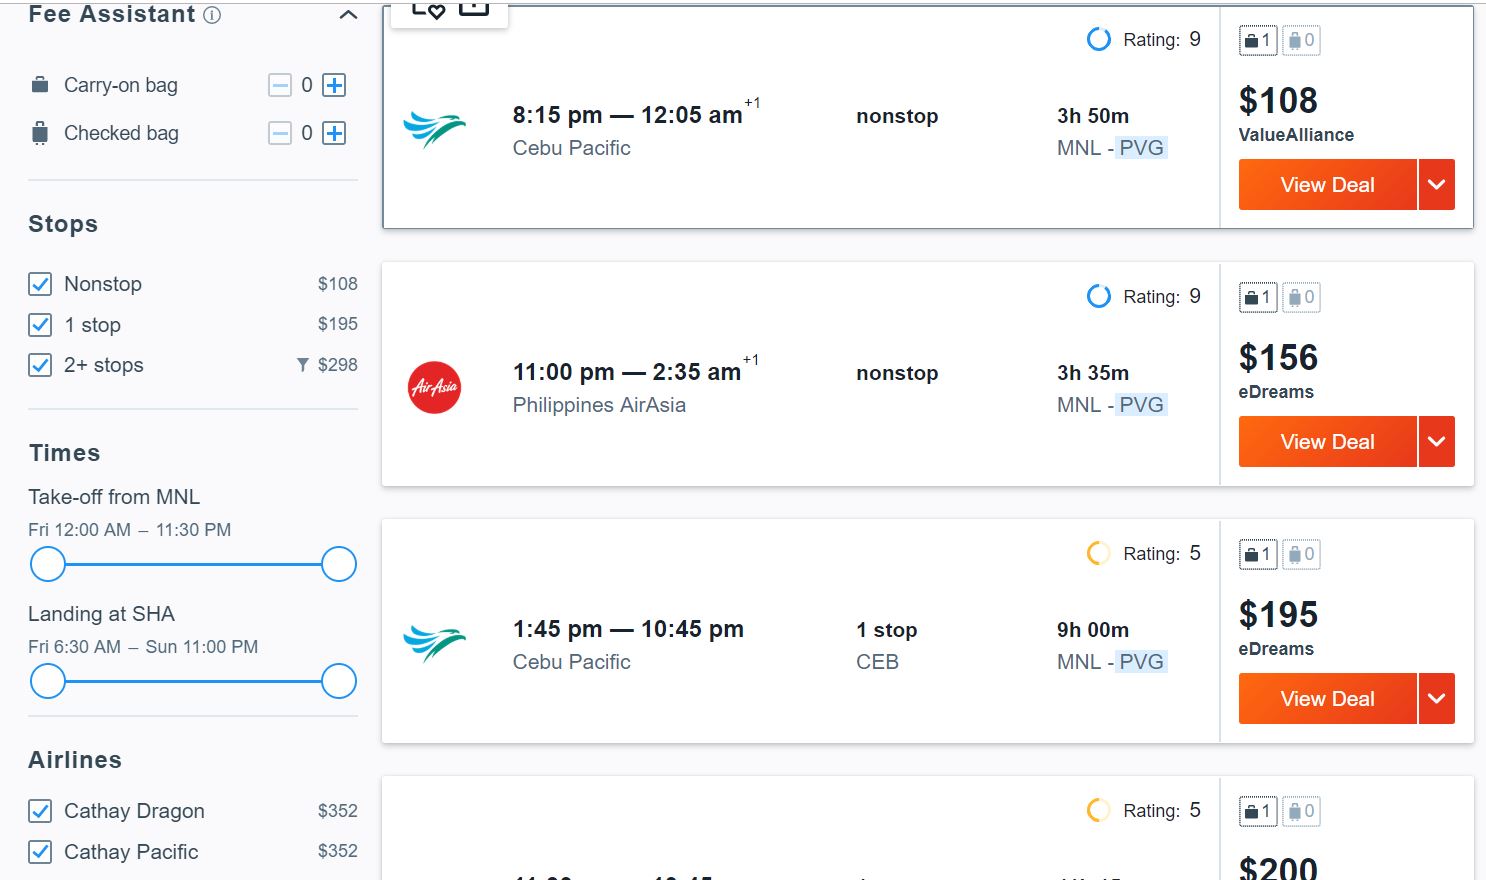 Fee Assistant
Carry-on bag 0
Checked bag 0
Stops
Nonstop $108
1 stop $195
2+ stops $298
Times
Take-off from MNL
Fri 12:00 AM – 11:30 PM
Landing at SHA
Fri 6:30 AM – Sun 11:00 PM
Airlines
Cathay Dragon $352
Cathay Pacific $352
Rating: 9
8:15 pm — 12:05 am+1
Cebu Pacific
nonstop
3h 50m
MNL - PVG
1 0
$108
ValueAlliance
View Deal
Rating: 9
AirAsia
11:00 pm — 2:35 am+1
Philippines AirAsia
nonstop
3h 35m
MNL - PVG
1 0
$156
eDreams
View Deal
Rating: 5
1:45 pm — 10:45 pm
Cebu Pacific
1 stop
CEB
9h 00m
MNL - PVG
1 0
$195
eDreams
View Deal
Rating: 5
1 0
$200